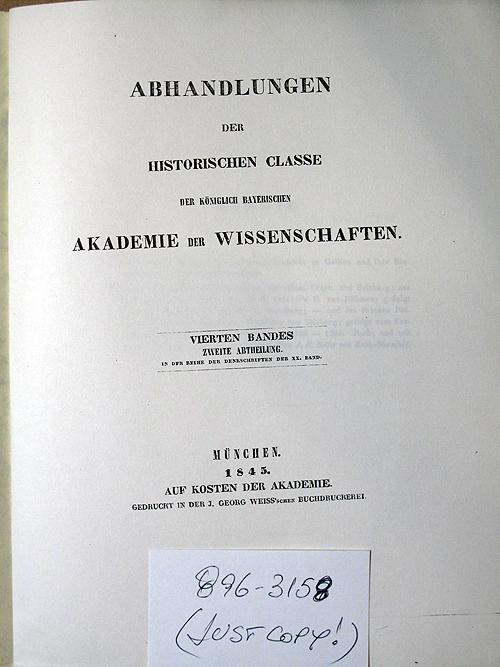 ABHANDLUNGEN
DER
HISTORISCHEN CLASSE
DER KÖNIGLICH BAYERISCHEN
AKADEMIE DER WISSENSCHAFTEN.
VIERTEN BANDES
ZWEITE ABTHEILUNG.
IN DER REIHE DER DENKSCHRIFTEN DER XX. BAND.
MÜNCHEN.
1845.
AUF KOSTEN DER AKADEMIE.
GEDRUCKT IN DER J. GEORG WEISS'SCHEN BUCHDRUCKEREI.
896-3158
(JUST COPY!)